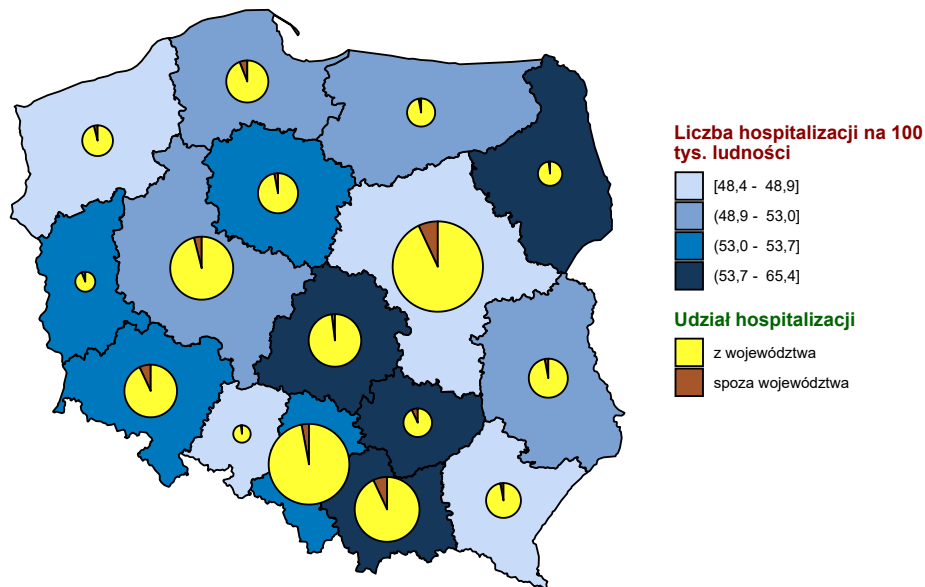 Liczba hospitalizacji na 100
tys. ludności
[48,4 - 48,9]
(48,9 - 53,0]
(53,0 - 53,7]
(53,7 - 65,4]
Udział hospitalizacji
z województwa
spoza województwa